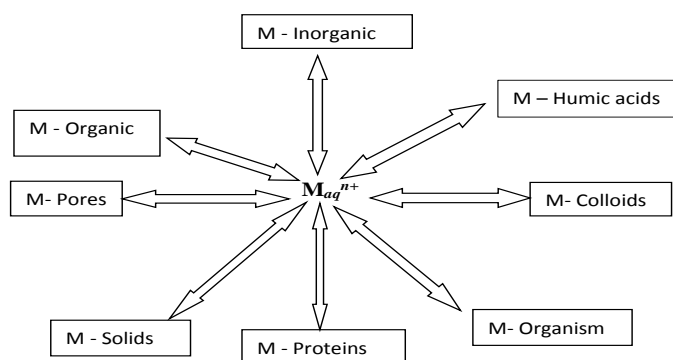 M - Inorganic
M – Humic acids
M - Organic
M- Pores
Maqn+
M- Colloids
M - Solids
M - Proteins
M- Organism